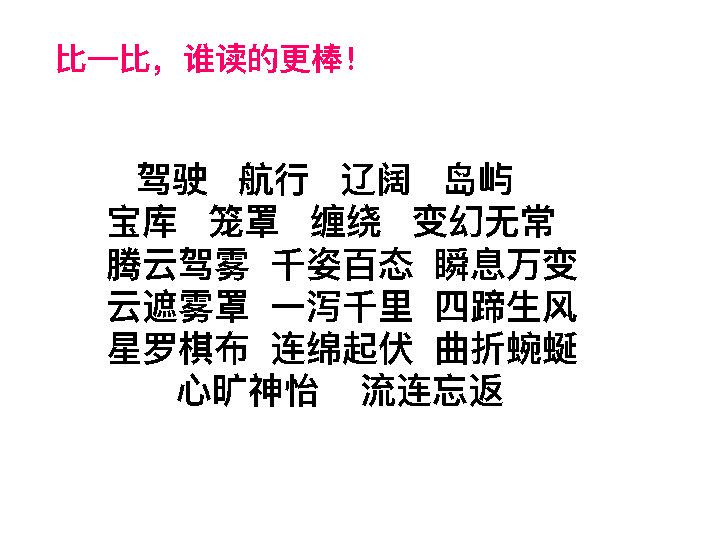 比一比，谁读的更棒！
驾驶 航行 辽阔 岛屿
宝库 笼罩 缠绕 变幻无常
腾云驾雾 千姿百态 瞬息万变
云遮雾罩 一泻千里 四蹄生风
星罗棋布 连绵起伏 曲折蜿蜒
心旷神怡 流连忘返